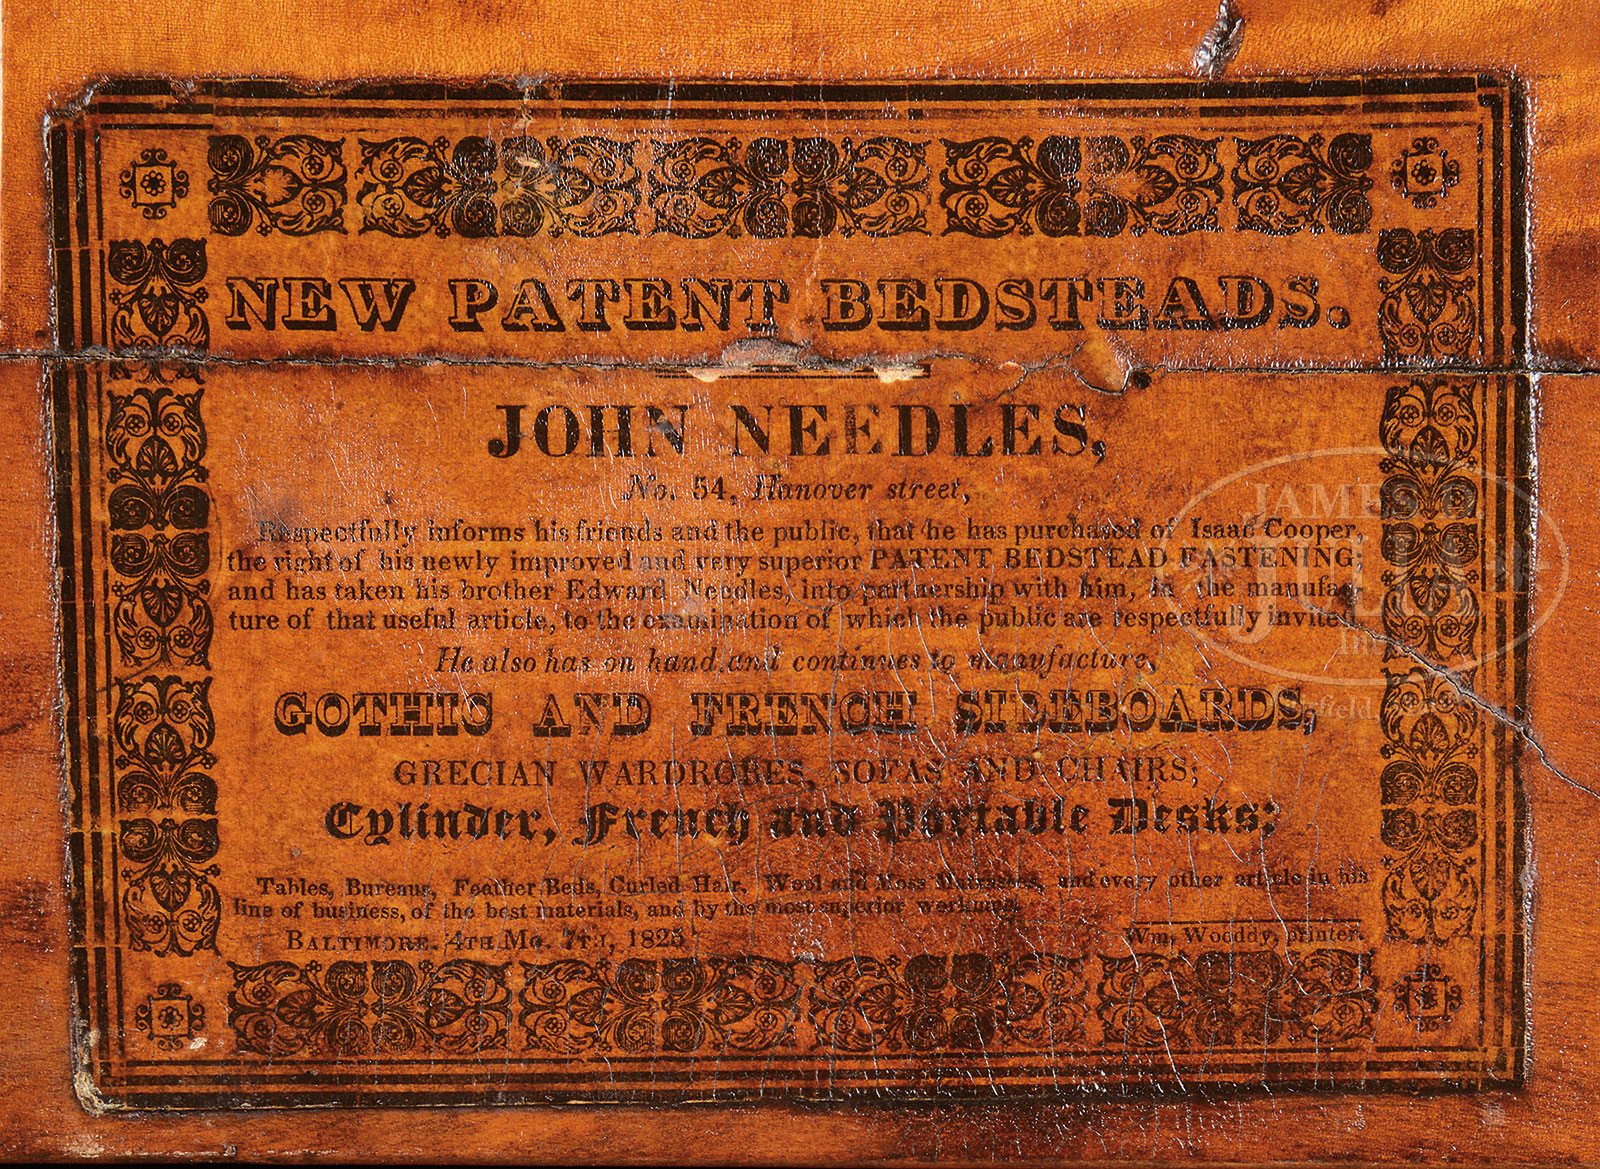 NEW PATENT BEDSTEADS.
JOHN NEEDLES,
No. 54, Hanover street,
Respectfully informs his friends and the public, that he has purchased of Isaac Cooper,
the right of his newly improved and very superior PATENT BEDSTEAD FASTENING;
and has taken his brother Edward Needles, into partnership with him, in the manufac-
ture of that useful article, to the examination of which the public are respectfully invited.
He also has on hand, and continues to manufacture,
GOTHIC AND FRENCH SIDEBOARDS,
GRECIAN WARDROBES, SOFAS AND CHAIRS;
Cylinder, French and Portable Desks;
Tables, Bureaus, Feather Beds, Curled Hair, Wool and Moss Matrasses, and every other article in his
line of business, of the best materials, and by the most superior workmen.
BALTIMORE, 4TH MO. 7TH, 1825
Wm. Wooddy, printer.
JAMES D.
JULIA
Inc.